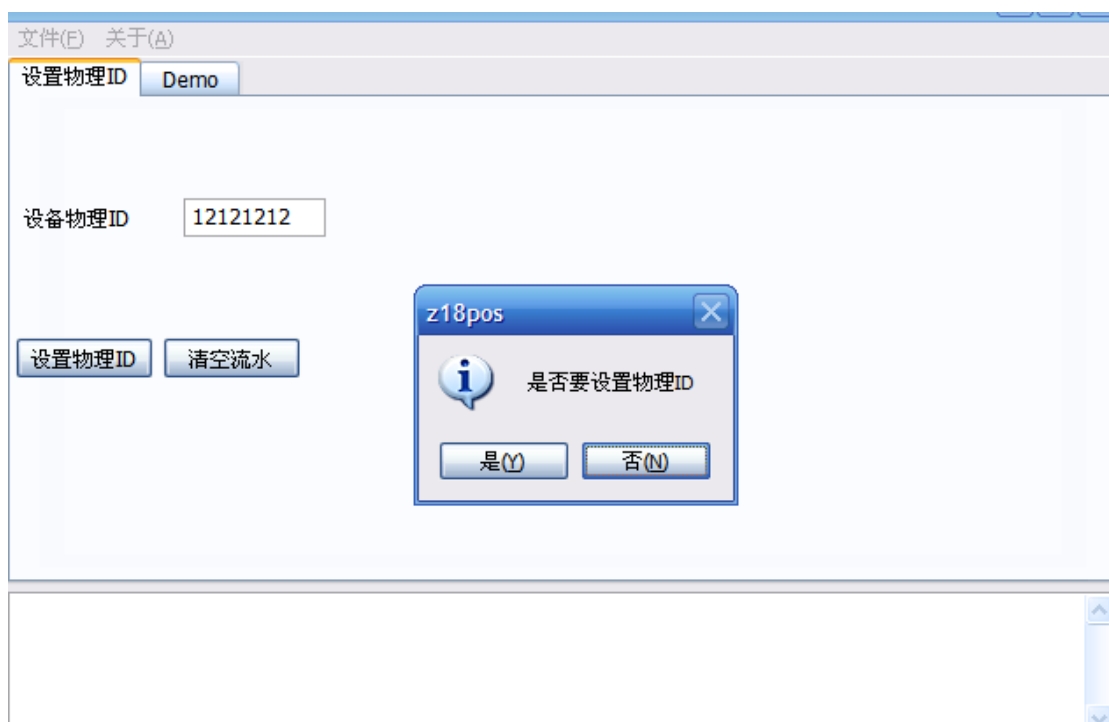 文件(F) 关于(A)
设置物理ID Demo
设备物理ID 12121212
z18pos
是否要设置物理ID
设置物理ID 清空流水
是(Y) 否(N)